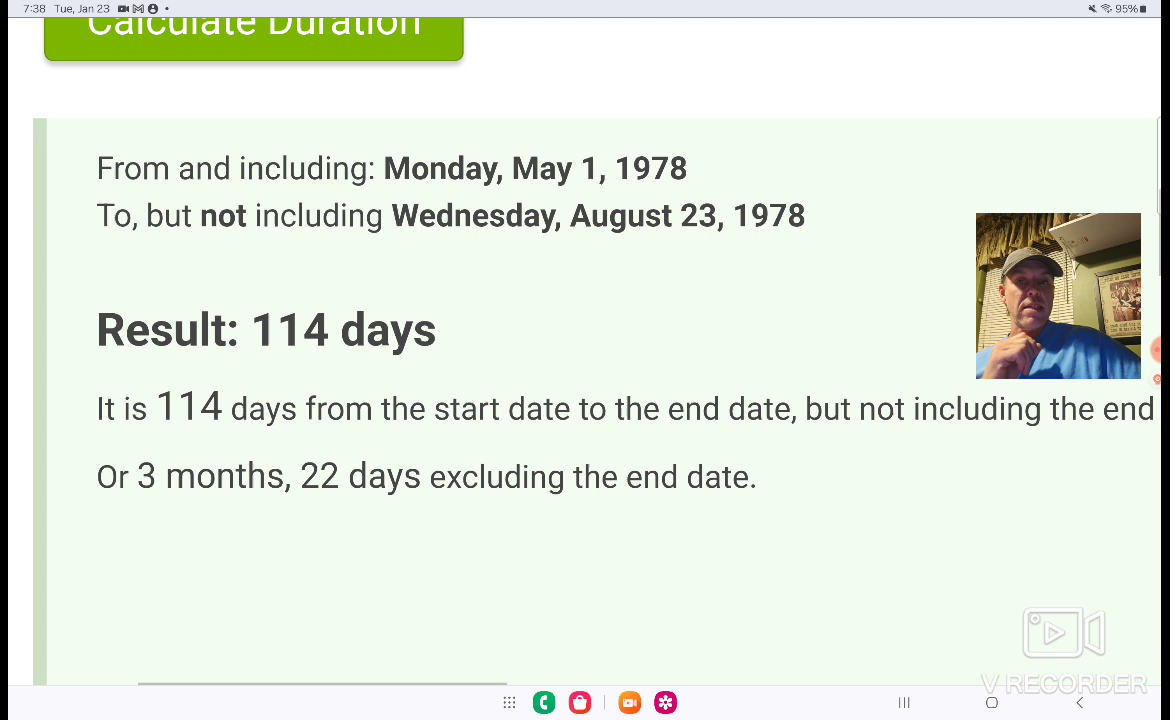 7:38 Tue, Jan 23
95%
Calculate Duration
From and including: Monday, May 1, 1978
To, but not including Wednesday, August 23, 1978
Result: 114 days
It is 114 days from the start date to the end date, but not including the end
Or 3 months, 22 days excluding the end date.
V RECORDER